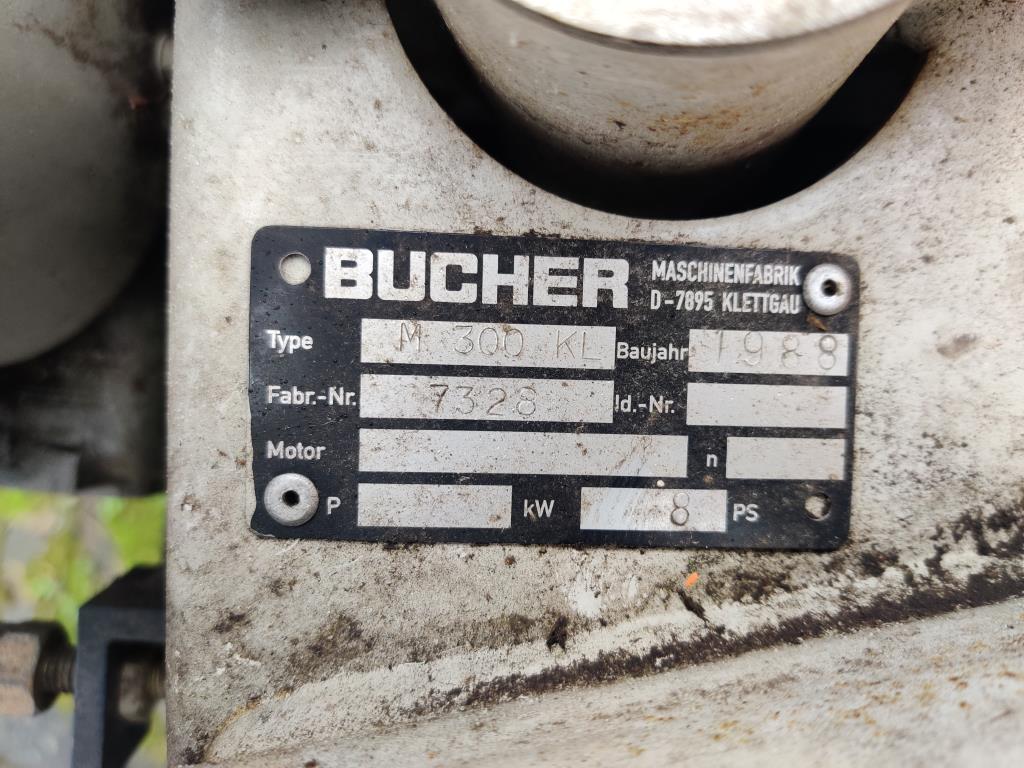 BUCHER MASCHINENFABRIK
D-7895 KLETTGAU
Type M 300 KL Baujahr 1988
Fabr.-Nr. 7328 Id.-Nr.
Motor n
P kW 8 PS